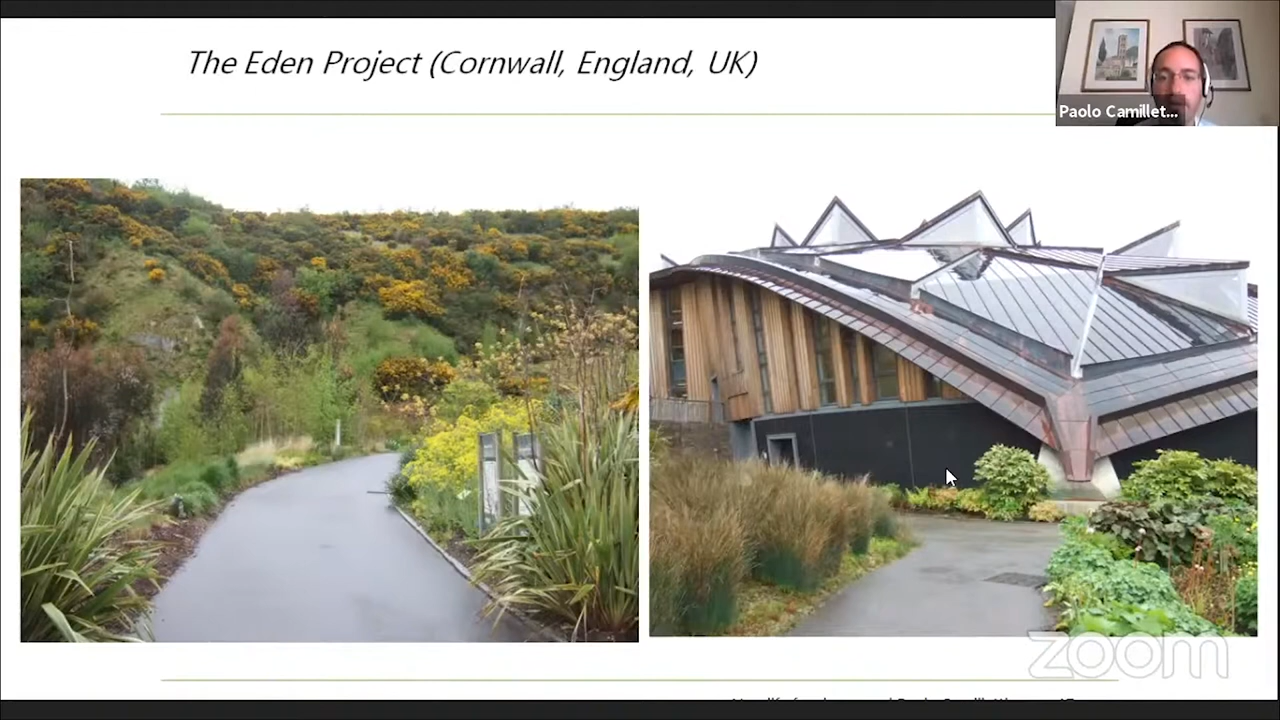 The Eden Project (Cornwall, England, UK)
Paolo Camillet...
zoom